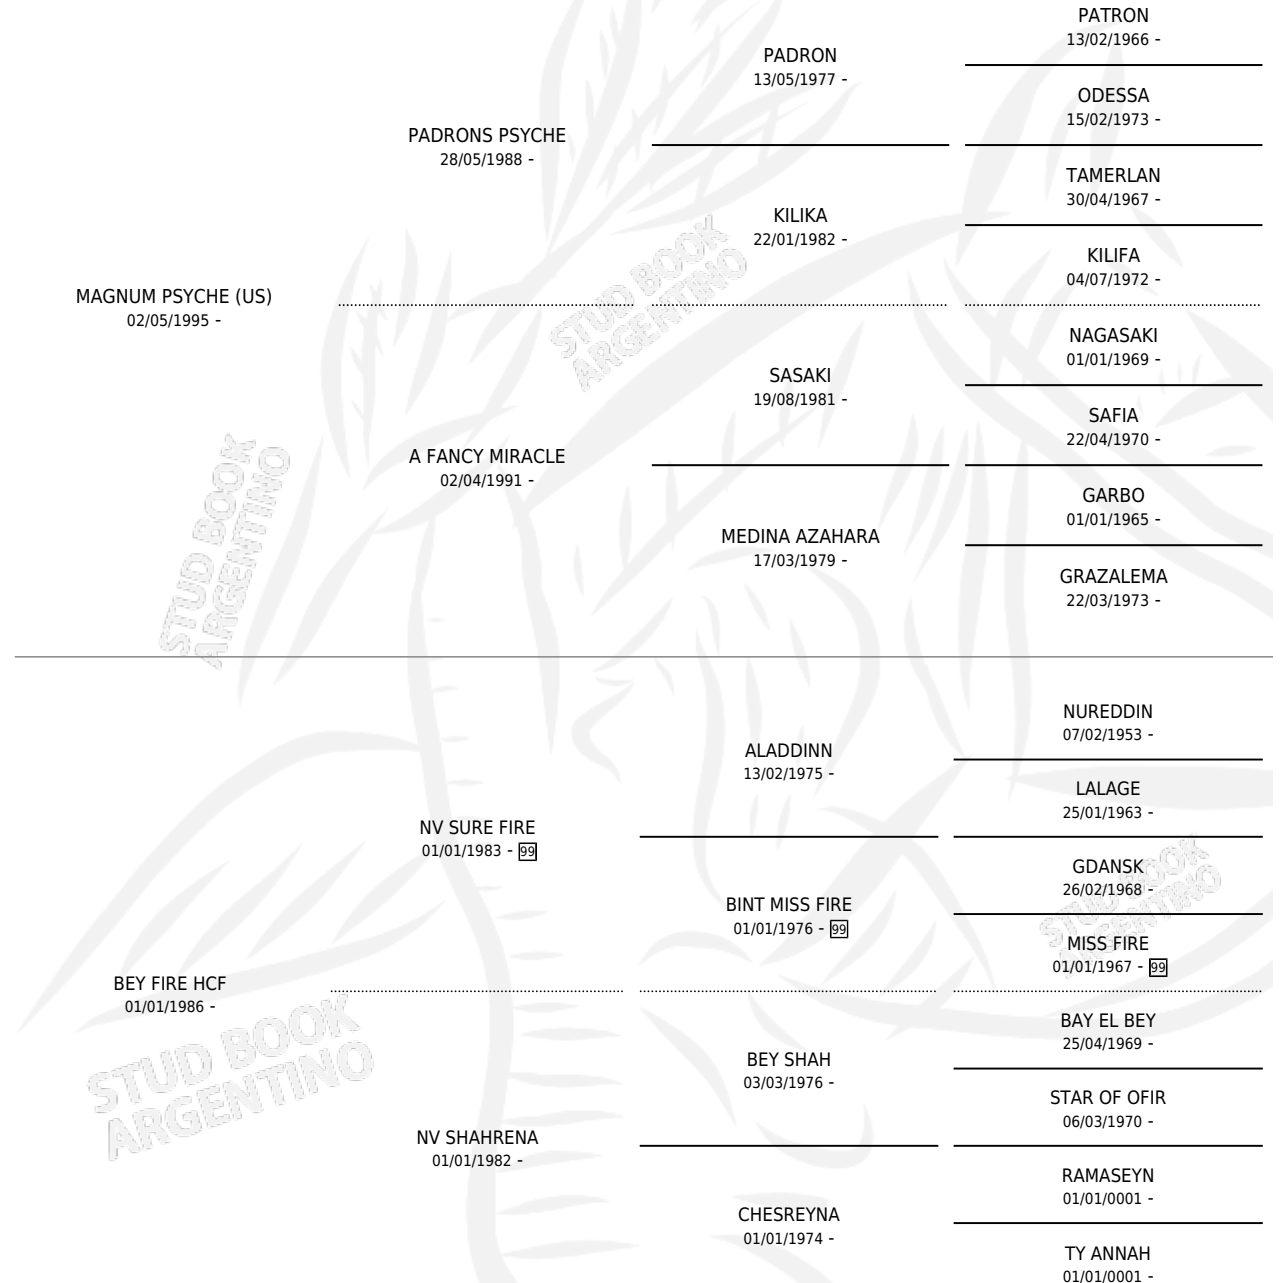 PATRON
13/02/1966 -
PADRON
13/05/1977 -
ODESSA
15/02/1973 -
PADRONS PSYCHE
28/05/1988 -
TAMERLAN
30/04/1967 -
KILIKA
22/01/1982 -
KILIFA
04/07/1972 -
MAGNUM PSYCHE (US)
02/05/1995 -
NAGASAKI
01/01/1969 -
SASAKI
19/08/1981 -
SAFIA
22/04/1970 -
A FANCY MIRACLE
02/04/1991 -
GARBO
01/01/1965 -
MEDINA AZAHARA
17/03/1979 -
GRAZALEMA
22/03/1973 -
NUREDDIN
07/02/1953 -
ALADDINN
13/02/1975 -
LALAGE
25/01/1963 -
NV SURE FIRE
01/01/1983 - 99
GDANSK
26/02/1968 -
BINT MISS FIRE
01/01/1976 - 99
MISS FIRE
01/01/1967 - 99
BEY FIRE HCF
01/01/1986 -
BAY EL BEY
25/04/1969 -
BEY SHAH
03/03/1976 -
STAR OF OFIR
06/03/1970 -
NV SHAHRENA
01/01/1982 -
RAMASEYN
01/01/0001 -
CHESREYNA
01/01/1974 -
TY ANNAH
01/01/0001 -
STUD BOOK
ARGENTINO
STUD BOOK
ARGENTINO
STUD BOOK
ARGENTINO
STUD BOOK
ARGENTINO